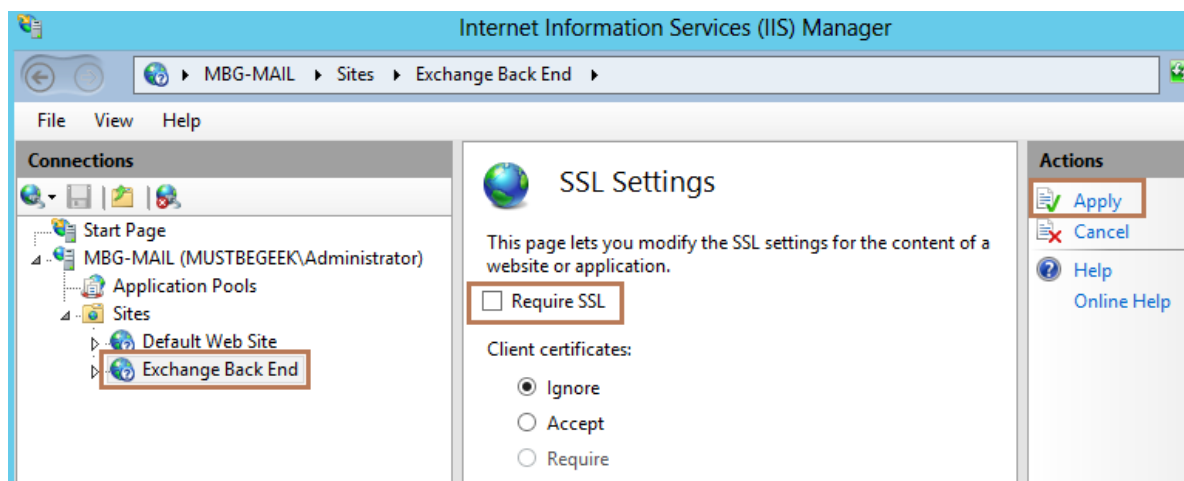 Internet Information Services (IIS) Manager
MBG-MAIL Sites Exchange Back End
File View Help
Connections
Start Page
MBG-MAIL (MUSTBEGEEK\Administrator)
Application Pools
Sites
Default Web Site
Exchange Back End
SSL Settings
This page lets you modify the SSL settings for the content of a
website or application.
Require SSL
Client certificates:
Ignore
Accept
Require
Actions
Apply
Cancel
Help
Online Help